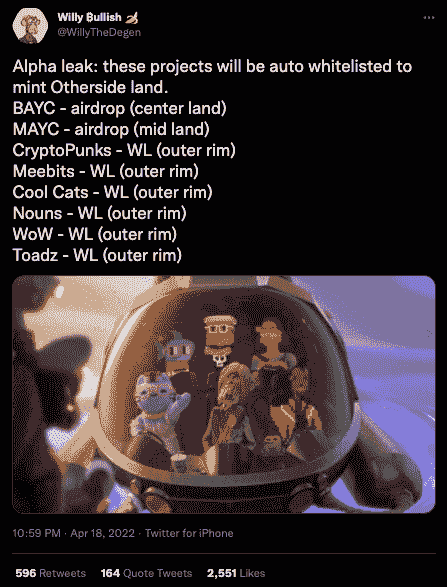 Willy ₿ullish
@WillyTheDegen
Alpha leak: these projects will be auto whitelisted to
mint Otherside land.
BAYC - airdrop (center land)
MAYC - airdrop (mid land)
CryptoPunks - WL (outer rim)
Meebits - WL (outer rim)
Cool Cats - WL (outer rim)
Nouns - WL (outer rim)
WoW - WL (outer rim)
Toadz - WL (outer rim)
10:59 PM · Apr 18, 2022 · Twitter for iPhone
596 Retweets 164 Quote Tweets 2,551 Likes